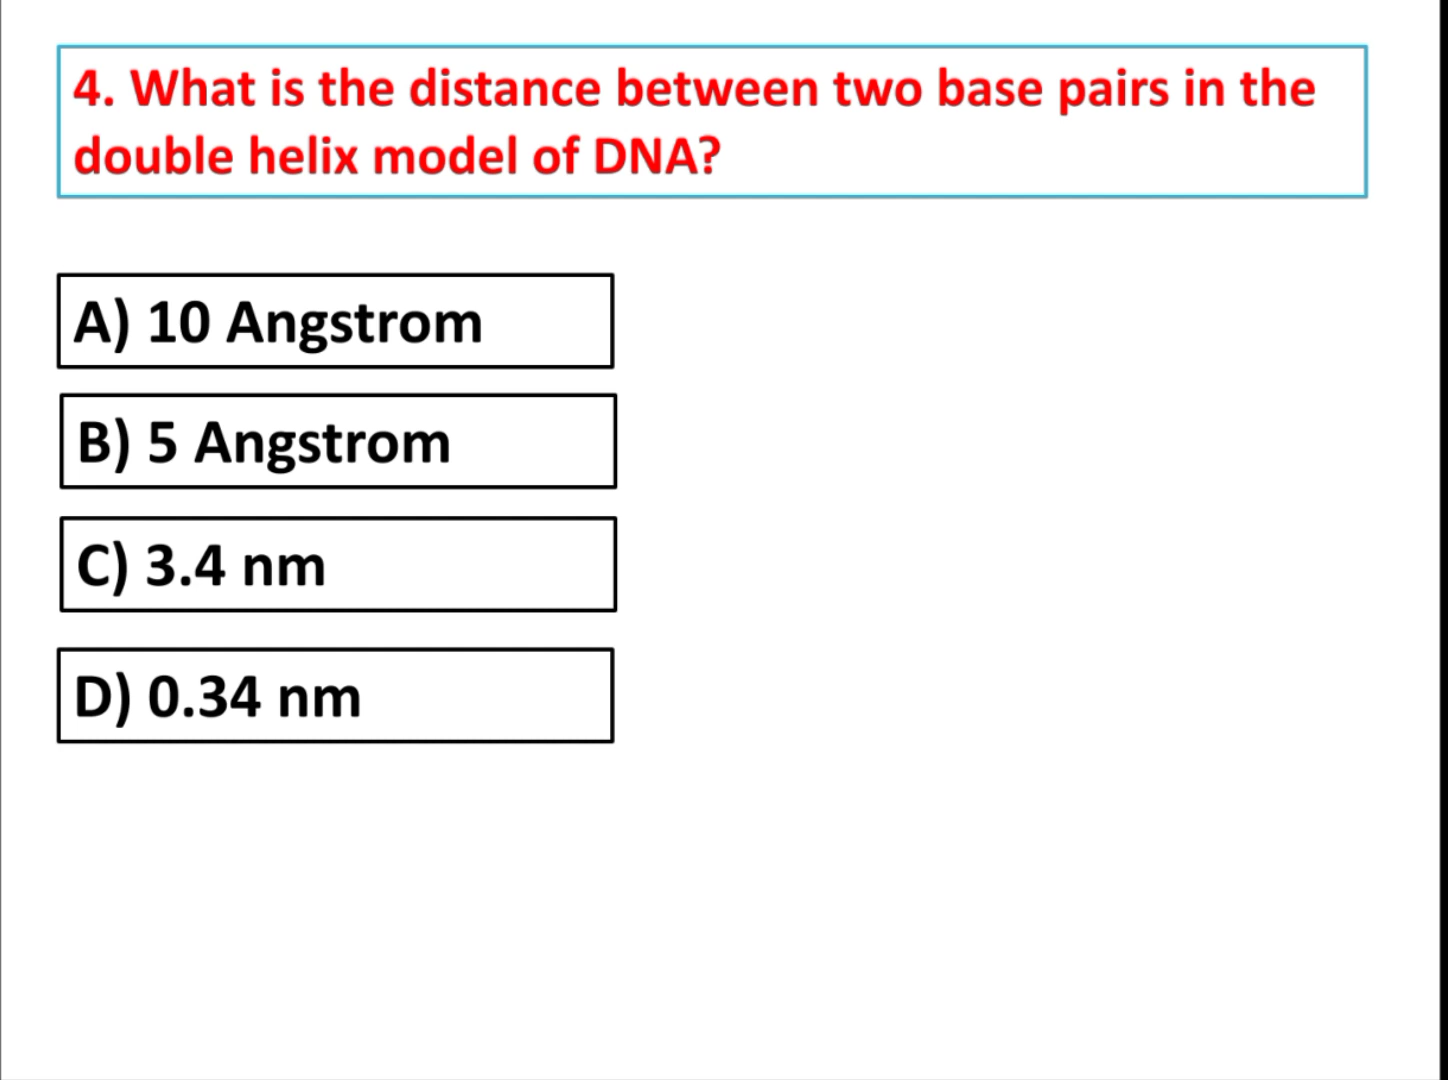 4. What is the distance between two base pairs in the
double helix model of DNA?
A) 10 Angstrom
B) 5 Angstrom
C) 3.4 nm
D) 0.34 nm